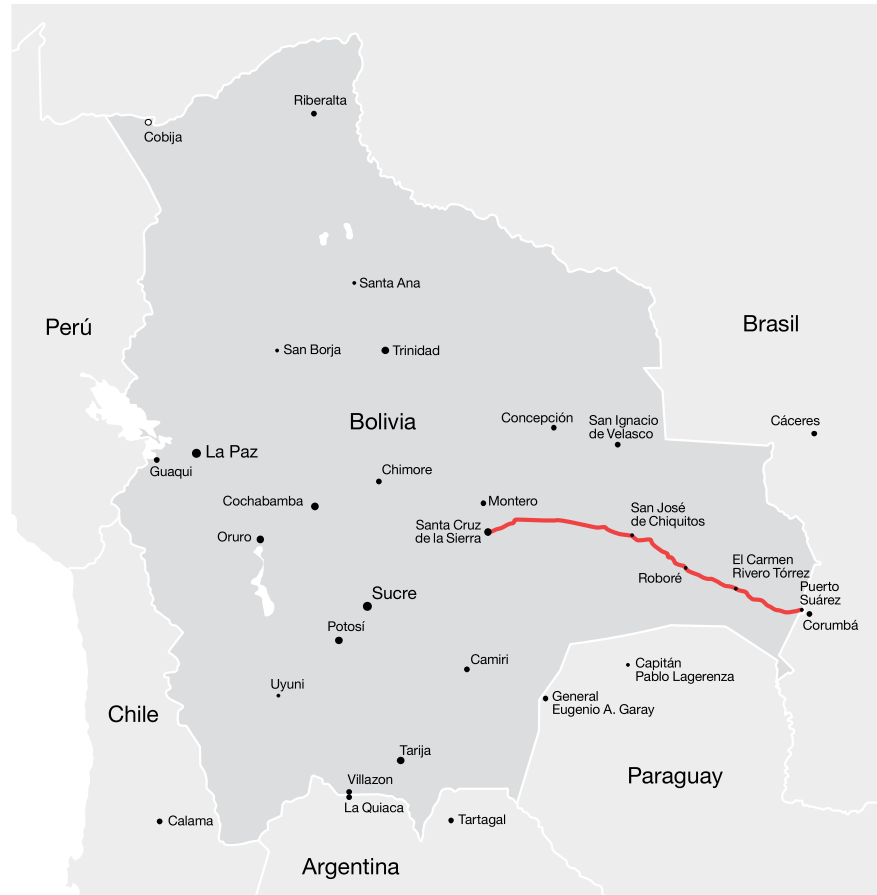 Riberalta
Cobija
Santa Ana
Perú
Brasil
San Borja
Trinidad
Bolivia
Concepción
San Ignacio
de Velasco
Cáceres
La Paz
Guaqui
Chimore
Cochabamba
Montero
San José
de Chiquitos
Santa Cruz
de la Sierra
Oruro
El Carmen
Rivero Tórrez
Roboré
Puerto
Suárez
Corumbá
Sucre
Potosí
Camiri
Capitán
Pablo Lagerenza
Uyuni
General
Eugenio A. Garay
Chile
Tarija
Paraguay
Villazon
La Quiaca
Calama
Tartagal
Argentina